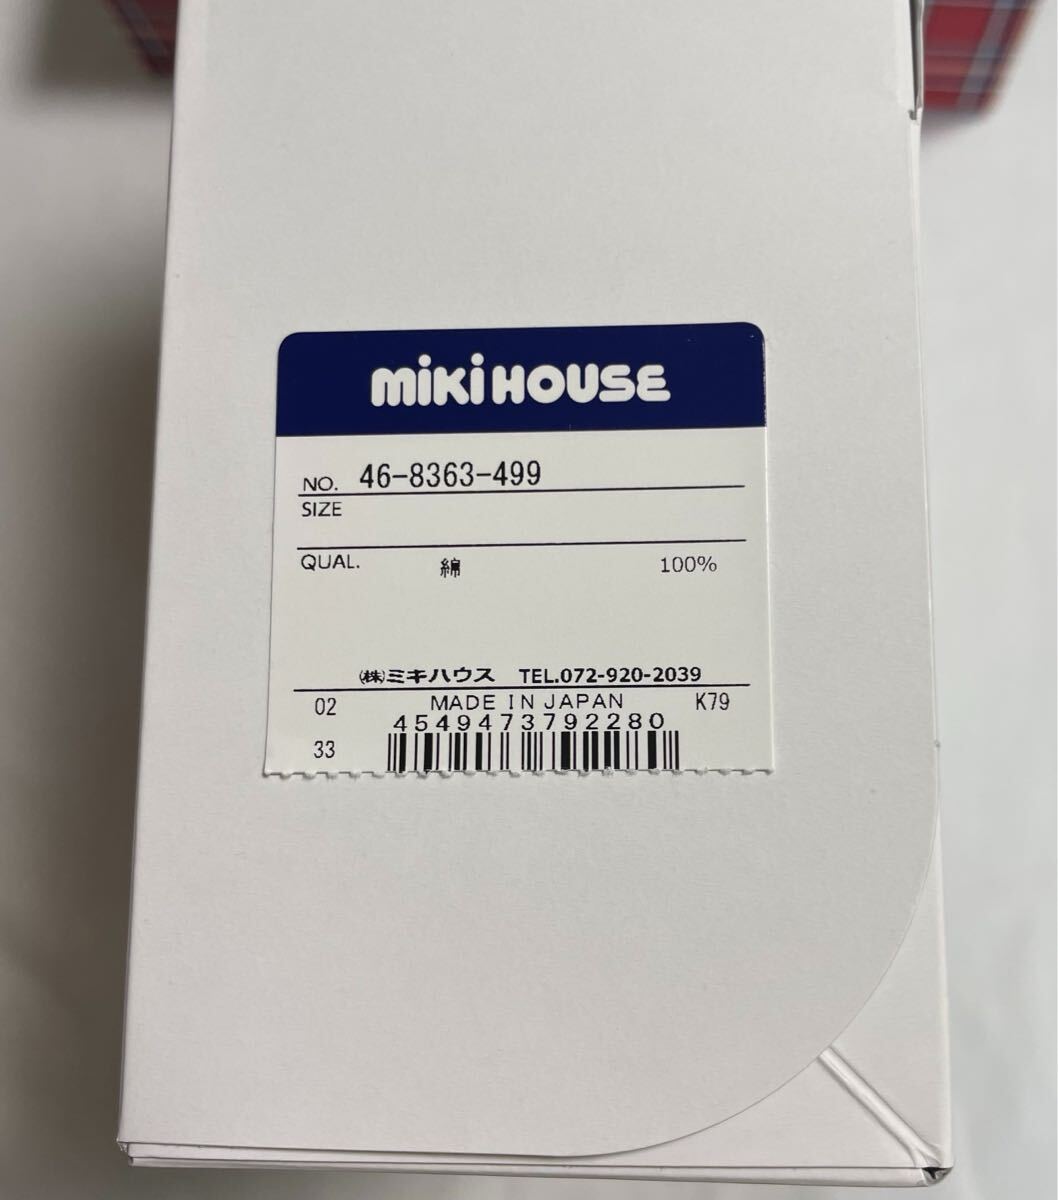 mikiHOUSE
NO. 46-8363-499
SIZE
QUAL. 綿 100%
㈱ミキハウス TEL.072-920-2039
02 MADE IN JAPAN K79
4549473792280
33